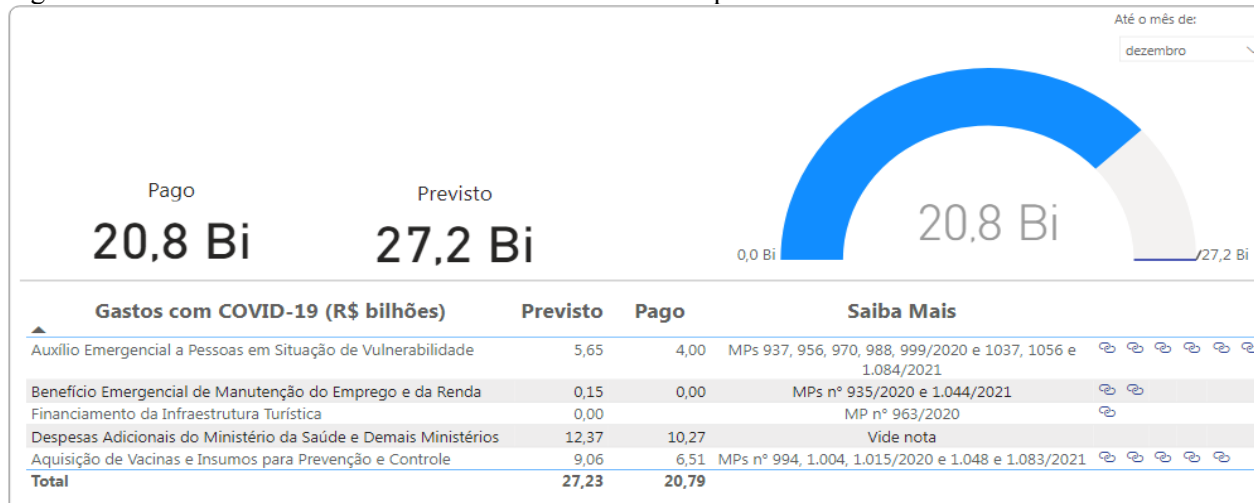 Até o mês de:
dezembro
Pago
20,8 Bi
Previsto
27,2 Bi
20,8 Bi
0,0 Bi
27,2 Bi
Gastos com COVID-19 (R$ bilhões) Previsto Pago Saiba Mais
Auxílio Emergencial a Pessoas em Situação de Vulnerabilidade 5,65 4,00 MPs 937, 956, 970, 988, 999/2020 e 1037, 1056 e
1.084/2021
Benefício Emergencial de Manutenção do Emprego e da Renda 0,15 0,00 MPs n° 935/2020 e 1.044/2021
Financiamento da Infraestrutura Turística 0,00 MP n° 963/2020
Despesas Adicionais do Ministério da Saúde e Demais Ministérios 12,37 10,27 Vide nota
Aquisição de Vacinas e Insumos para Prevenção e Controle 9,06 6,51 MPs n° 994, 1.004, 1.015/2020 e 1.048 e 1.083/2021
Total 27,23 20,79